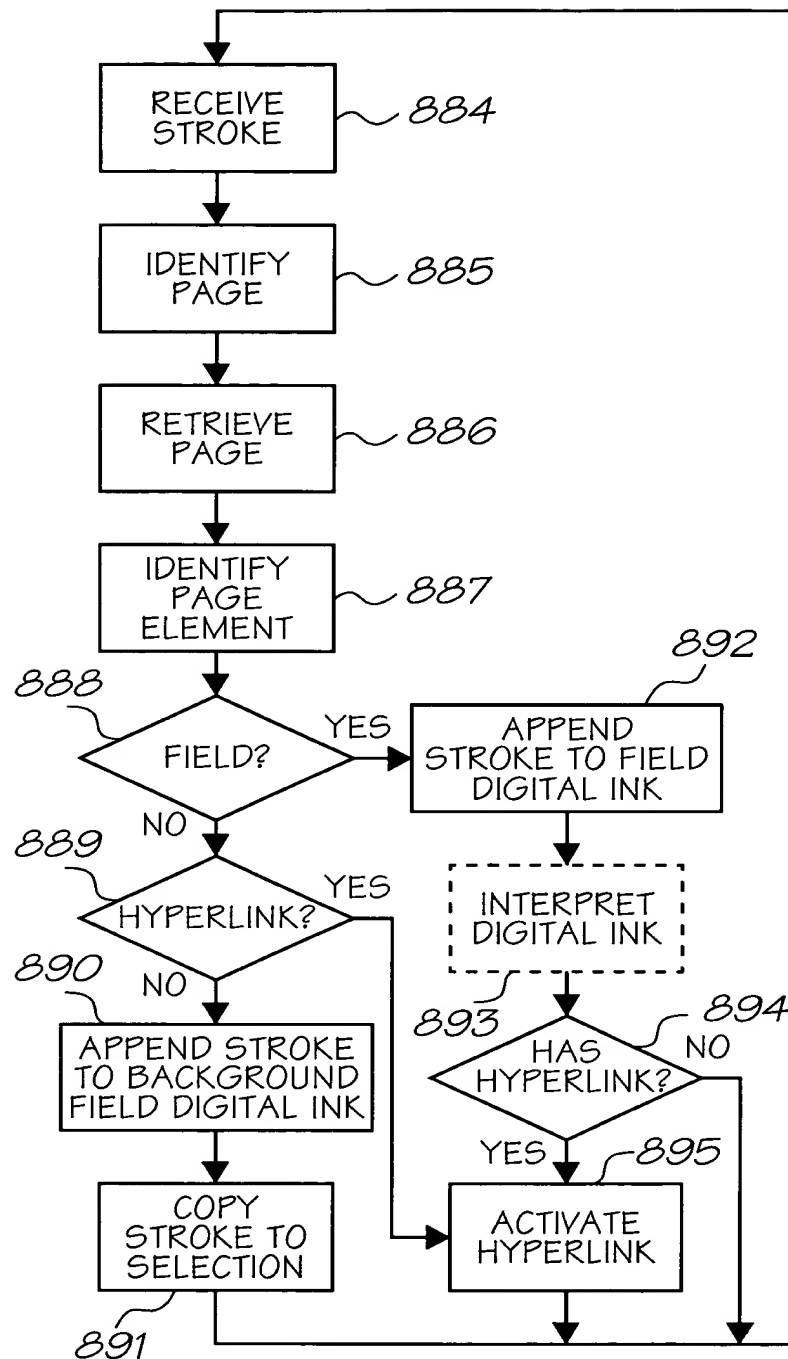 RECEIVE
STROKE
884
IDENTIFY
PAGE
885
RETRIEVE
PAGE
886
IDENTIFY
PAGE
ELEMENT
887
888
FIELD?
YES
NO
892
APPEND
STROKE TO FIELD
DIGITAL INK
889
HYPERLINK?
YES
NO
INTERPRET
DIGITAL INK
893
890
APPEND STROKE
TO BACKGROUND
FIELD DIGITAL INK
894
HAS
HYPERLINK?
NO
YES
COPY
STROKE TO
SELECTION
891
895
ACTIVATE
HYPERLINK